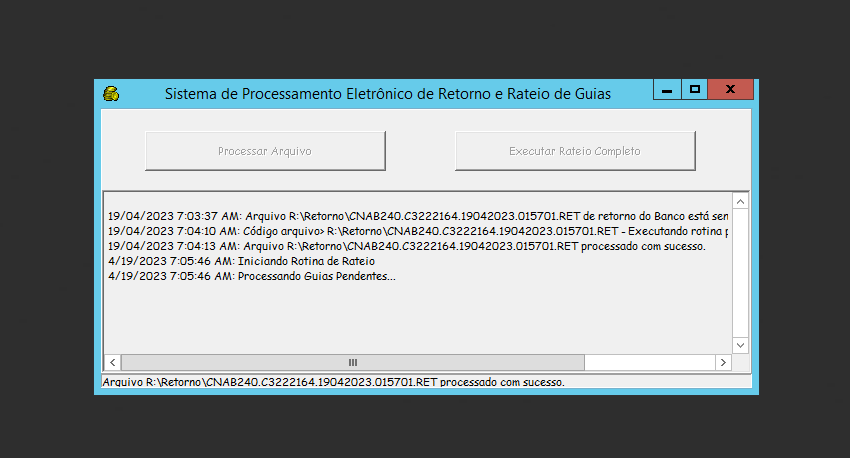 Sistema de Processamento Eletrônico de Retorno e Rateio de Guias
Processar Arquivo
Executar Rateio Completo
19/04/2023 7:03:37 AM: Arquivo R:\Retorno\CNAB240.C3222164.19042023.015701.RET de retorno do Banco está sen
19/04/2023 7:04:10 AM: Código arquivo> R:\Retorno\CNAB240.C3222164.19042023.015701.RET - Executando rotina p
19/04/2023 7:04:13 AM: Arquivo R:\Retorno\CNAB240.C3222164.19042023.015701.RET processado com sucesso.
4/19/2023 7:05:46 AM: Iniciando Rotina de Rateio
4/19/2023 7:05:46 AM: Processando Guias Pendentes...
Arquivo R:\Retorno\CNAB240.C3222164.19042023.015701.RET processado com sucesso.